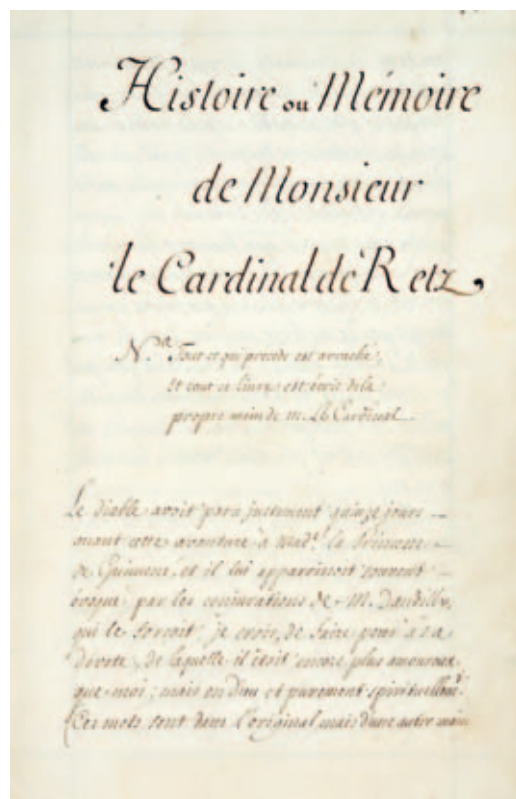 Histoire ou Mémoire
de Monsieur
le Cardinal de Retz,
N.a Tout ce qui precede est arraché,
Et tout ce livre est écrit de la
propre main de m. le Cardinal
Le diable avoit paru justement quinze jours
avant cette avanture à Made. la Princesse
de Guimené, et il lui apparoissoit souvent
évoqué par les conjurations de M. Dandilly,
qui le forçoit, je crois, de faire peur à sa
dévote, de laquelle il étoit encore plus amoureux
que moi; mais en Dieu et purement spirituellemt.
(Ces mots sont dans l'original mais d'une autre main